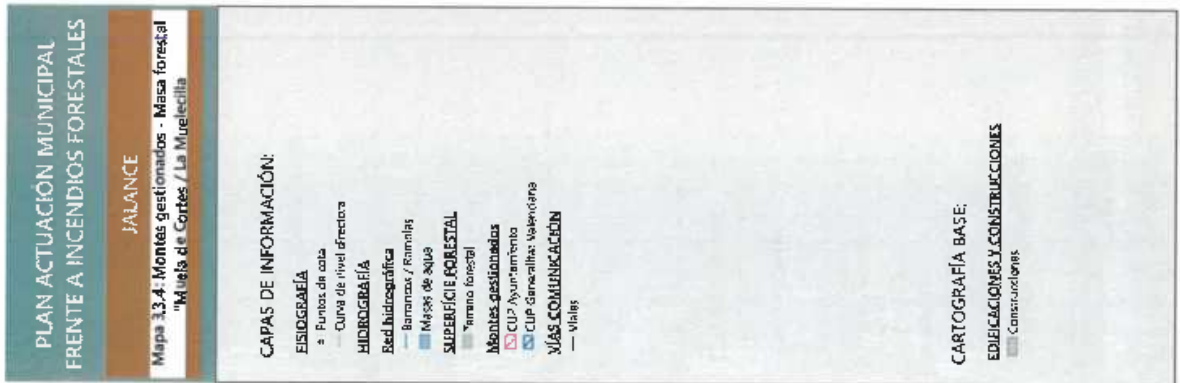 PLAN ACTUACIÓN MUNICIPAL
FRENTE A INCENDIOS FORESTALES
JALANCE
Mapa 3.3.4: Montes gestionados - Masa forestal
"Muela de Cortes / La Muelecilla
CAPAS DE INFORMACIÓN:
FISIOGRAFÍA
Puntos de cota
Curva de nivel directora
HIDROGRAFÍA
Red hidrográfica
Barrancos / Ramblas
Masas de agua
SUPERFÍCIE FORESTAL
Terreno forestal
Montes gestionados
CUP Ayuntamiento
CUP Generalitat Valenciana
VÍAS COMUNICACIÓN
Viales
CARTOGRAFÍA BASE:
EDIFICACIONES Y CONSTRUCCIONES
Construcciones